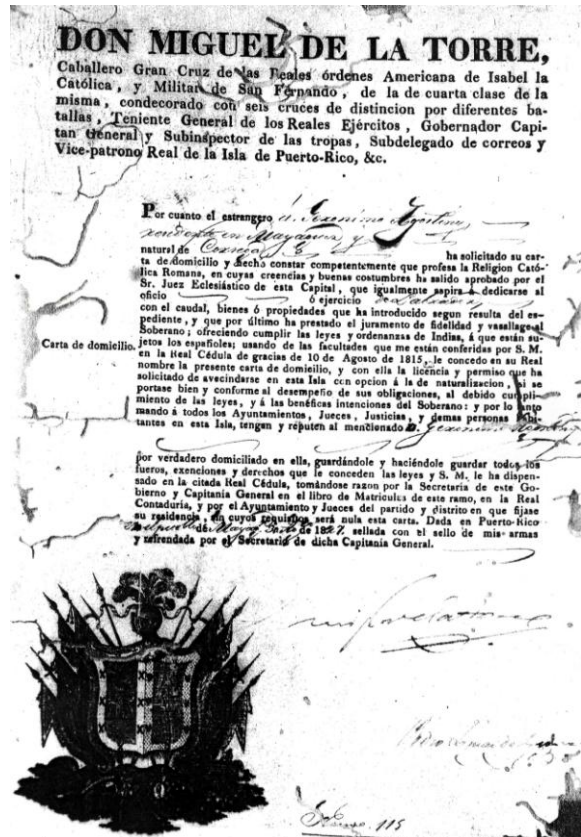 DON MIGUEL DE LA TORRE,
Caballero Gran Cruz de las Reales órdenes Americana de Isabel la
Católica, y Militar de San Fernando, de la de cuarta clase de la
misma, condecorado con seis cruces de distincion por diferentes ba-
tallas, Teniente General de los Reales Ejércitos, Gobernador Capi-
tan General y Subinspector de las tropas, Subdelegado de correos y
Vice-patrono Real de la Isla de Puerto-Rico, &c.
Por cuanto el estrangero
en Mayaguez y
natural de Corcega ha solicitado su car-
ta de domicilio y hecho constar competentemente que profesa la Religion Cató-
lica Romana, en cuyas creencias y buenas costumbres ha salido aprobado por el
Sr. Juez Eclesiástico de esta Capital, que igualmente aspira á dedicarse al
oficio ó ejercicio de
con el caudal, bienes ó propiedades que ha introducido segun resulta del es-
pediente, y que por último ha prestado el juramento de fidelidad y vasallage al
Soberano; ofreciendo cumplir las leyes y ordenanzas de Indias, á que están su-
Carta de domicilio. jetos los españoles; usando de las facultades que me están conferidas por S. M.
en la Real Cédula de gracias de 10 de Agosto de 1815, le concedo en su Real
nombre la presente carta de domicilio, y con ella la licencia y permiso que ha
solicitado de avecindarse en esta Isla con opcion á la de naturalizacion, si se
portase bien y conforme al desempeño de sus obligaciones, al debido cumpli-
miento de las leyes, y á las benéficas intenciones del Soberano: y por lo tanto
mando á todos los Ayuntamientos, Jueces, Justicias, y demas personas habi-
tantes en esta Isla, tengan y reputen al mencionado D. Geronimo
por verdadero domiciliado en ella, guardándole y haciéndole guardar todos los
fueros, exenciones y derechos que le conceden las leyes y S. M. le ha dispen-
sado en la citada Real Cédula, tomándose razon por la Secretaría de este Go-
bierno y Capitanía General en el libro de Matriculas de este ramo, en la Real
Contaduría, y por el Ayuntamiento y Jueces del partido y distrito en que fijase
su residencia, sin cuyos requisitos será nula esta carta. Dada en Puerto-Rico
de de 1827. sellada con el sello de mis armas
y refrendada por el Secretario de dicha Capitanía General.
115